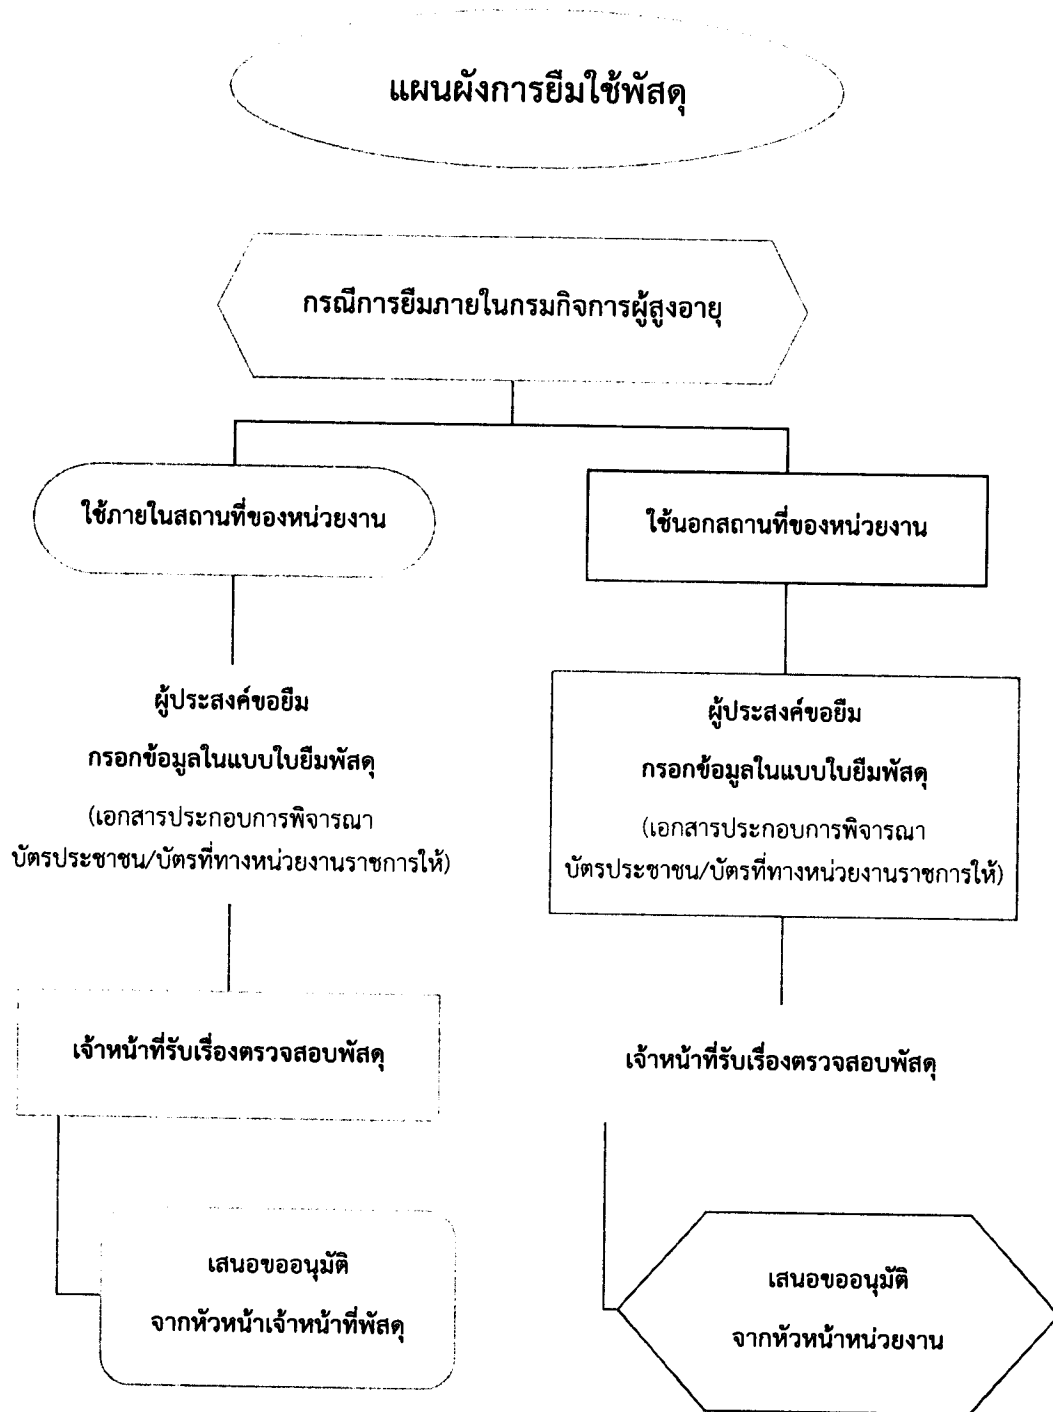 แผนผังการยืมใช้พัสดุ
กรณีการยืมภายในกรมกิจการผู้สูงอายุ
ใช้ภายในสถานที่ของหน่วยงาน
ผู้ประสงค์ขอยืม
กรอกข้อมูลในแบบใบยืมพัสดุ
(เอกสารประกอบการพิจารณา
บัตรประชาชน/บัตรที่ทางหน่วยงานราชการให้)
เจ้าหน้าที่รับเรื่องตรวจสอบพัสดุ
เสนอขออนุมัติ
จากหัวหน้าเจ้าหน้าที่พัสดุ
ใช้นอกสถานที่ของหน่วยงาน
ผู้ประสงค์ขอยืม
กรอกข้อมูลในแบบใบยืมพัสดุ
(เอกสารประกอบการพิจารณา
บัตรประชาชน/บัตรที่ทางหน่วยงานราชการให้)
เจ้าหน้าที่รับเรื่องตรวจสอบพัสดุ
เสนอขออนุมัติ
จากหัวหน้าหน่วยงาน